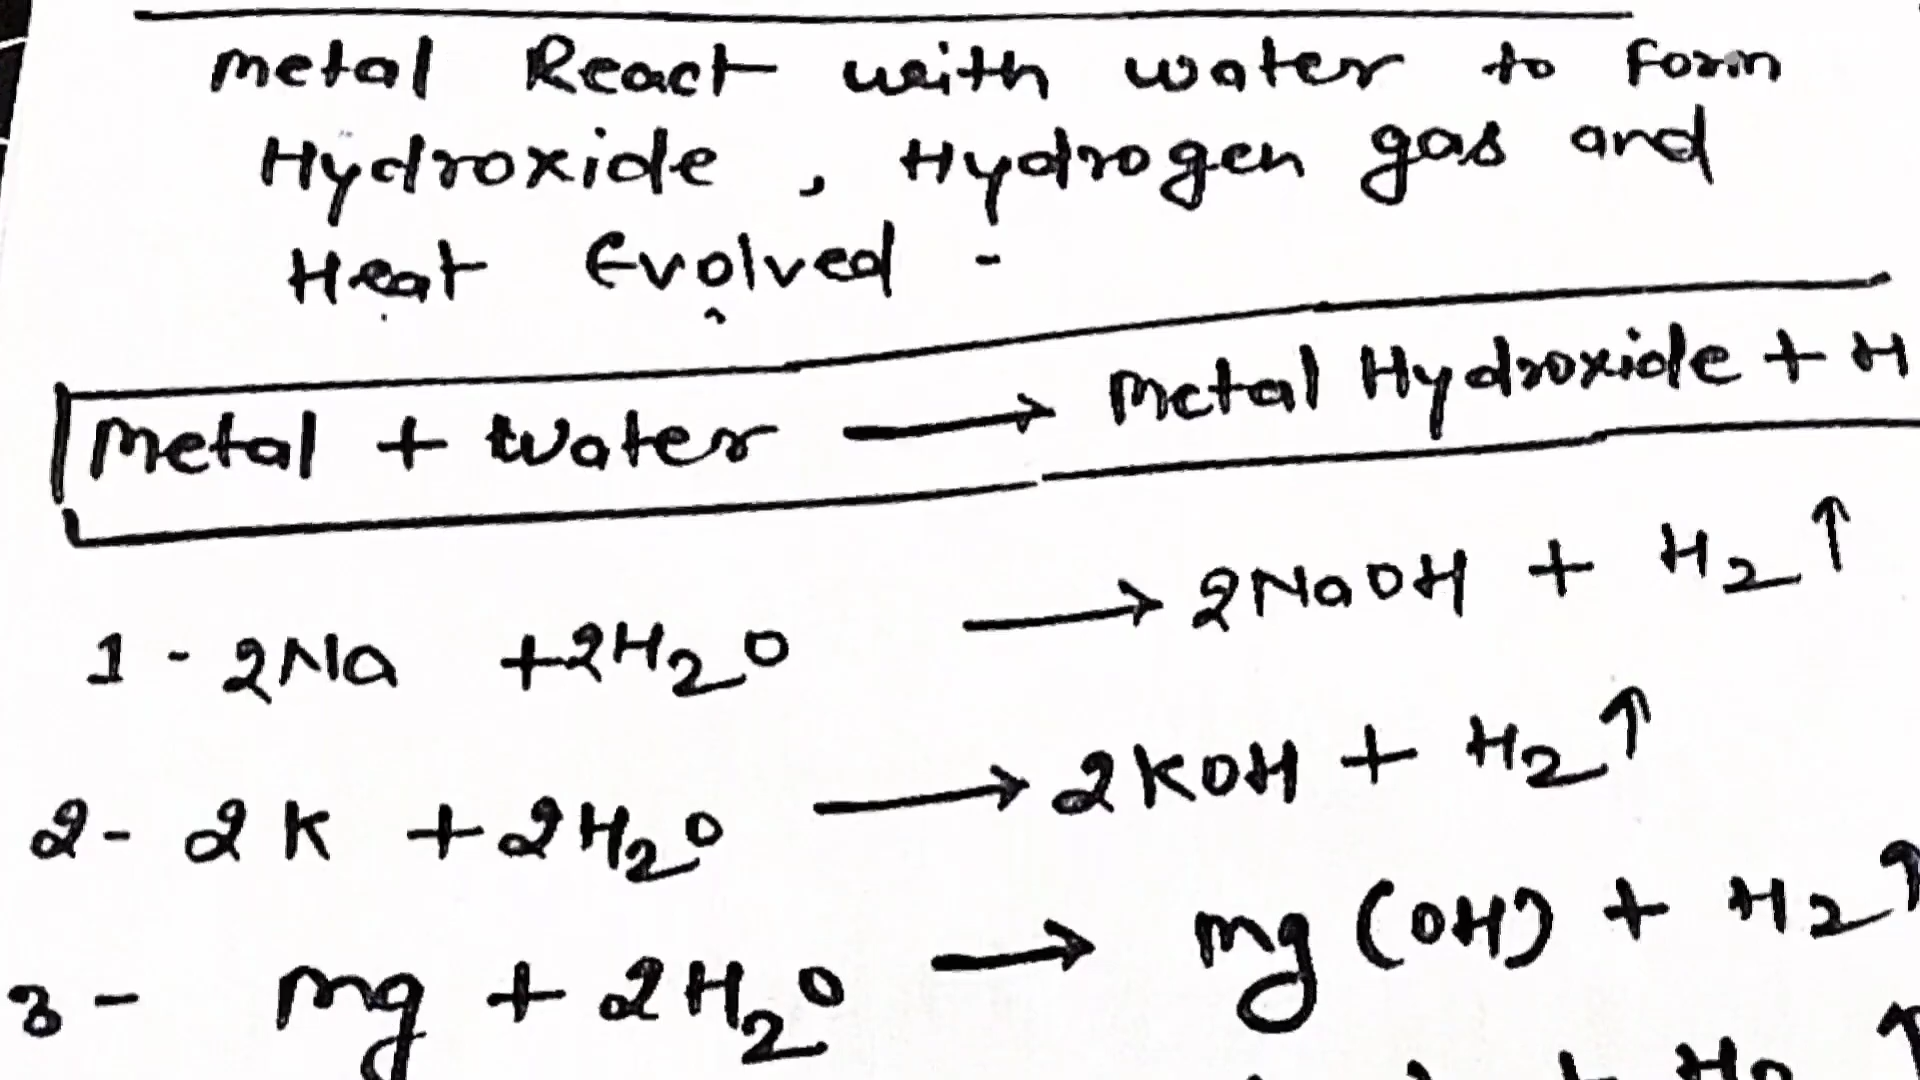 Metal React with water to form
Hydroxide, Hydrogen gas and
Heat Evolved -
Metal + Water → Metal Hydroxide + H
1 - 2Na + 2H₂O → 2NaOH + H₂↑
2 - 2K + 2H₂O → 2KOH + H₂↑
3 - Mg + 2H₂O → Mg(OH) + H₂↑
+ H₂↑